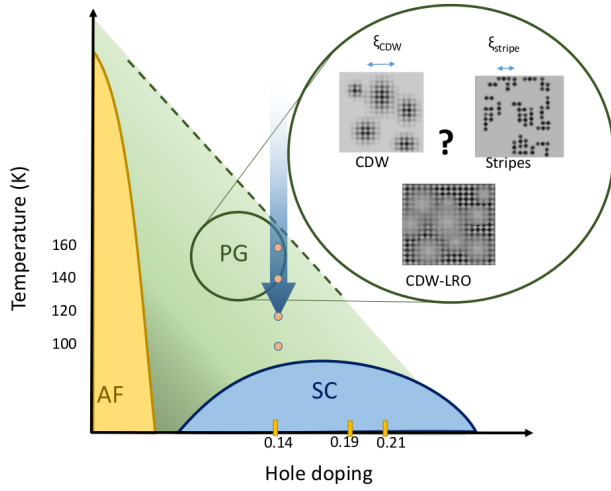 ξCDW
ξstripe
?
CDW
Stripes
CDW-LRO
PG
Temperature (K)
160
140
120
100
AF
SC
0.14
0.19
0.21
Hole doping